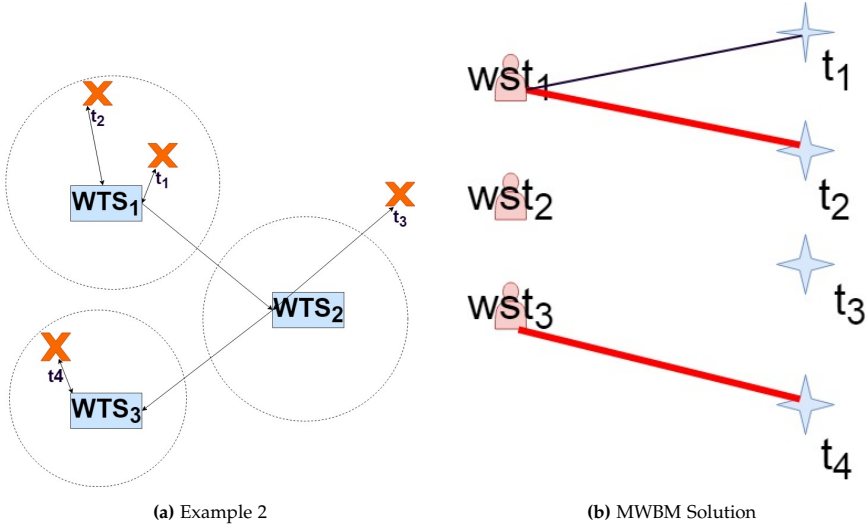 t2
t1
WTS1
t3
WTS2
t4
WTS3
(a) Example 2
wst1
t1
t2
wst2
t3
wst3
t4
(b) MWBM Solution